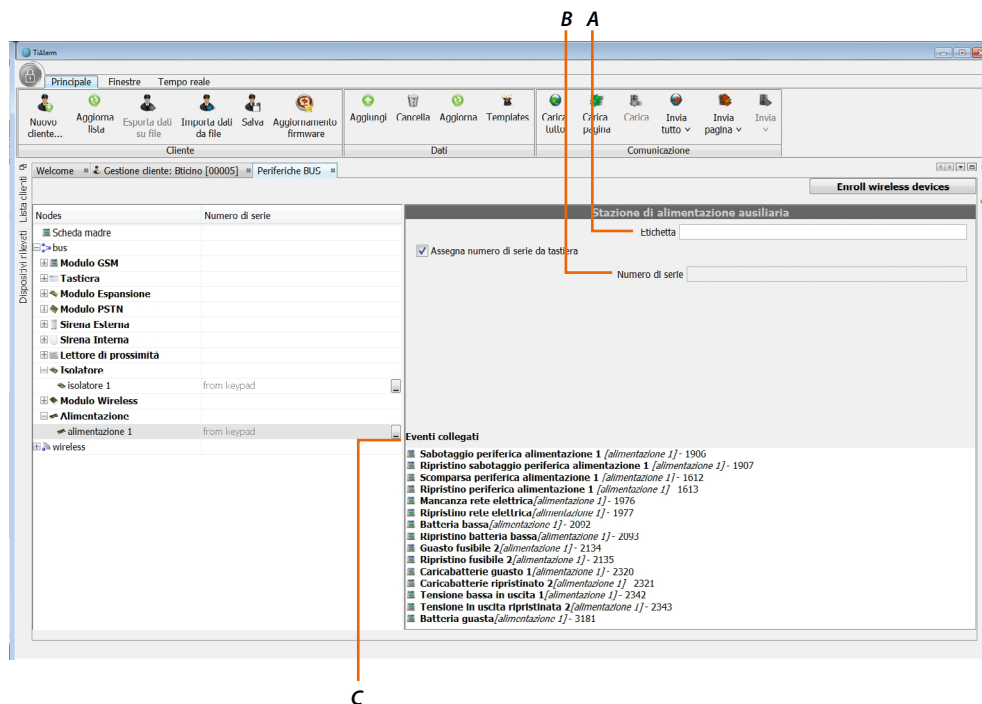 B A
TiAlarm
Principale Finestre Tempo reale
Nuovo cliente... Aggiorna lista Esporta dati su file Importa dati da file Salva Aggiornamento firmware Aggiungi Cancella Aggiorna Templates Carica tutto Carica pagina Carica Invia tutto Invia pagina Invia
Cliente Dati Comunicazione
Welcome Gestione cliente: Bticino [00005] Periferiche BUS
Lista clienti
Dispositivi rilevati
Enroll wireless devices
Nodes Numero di serie
Stazione di alimentazione ausiliaria
Scheda madre
Etichetta
bus
Assegna numero di serie da tastiera
Modulo GSM
Numero di serie
Tastiera
Modulo Espansione
Modulo PSTN
Sirena Esterna
Sirena Interna
Lettore di prossimità
Isolatore
isolatore 1 from keypad ...
Modulo Wireless
Alimentazione
alimentazione 1 from keypad ...
wireless
Eventi collegati
Sabotaggio periferica alimentazione 1 [alimentazione 1] - 1906
Ripristino sabotaggio periferica alimentazione 1 [alimentazione 1] - 1907
Scomparsa periferica alimentazione 1 [alimentazione 1] - 1612
Ripristino periferica alimentazione 1 [alimentazione 1] 1613
Mancanza rete elettrica[alimentazione 1] - 1976
Ripristino rete elettrica[alimentazione 1] - 1977
Batteria bassa[alimentazione 1] - 2092
Ripristino batteria bassa[alimentazione 1] - 2093
Guasto fusibile 2[alimentazione 1] - 2134
Ripristino fusibile 2[alimentazione 1] - 2135
Caricabatterie guasto 1[alimentazione 1] - 2320
Caricabatterie ripristinato 2[alimentazione 1] 2321
Tensione bassa in uscita 1[alimentazione 1] - 2342
Tensione in uscita ripristinata 2[alimentazione 1] - 2343
Batteria guasta[alimentazione 1] - 3181
C